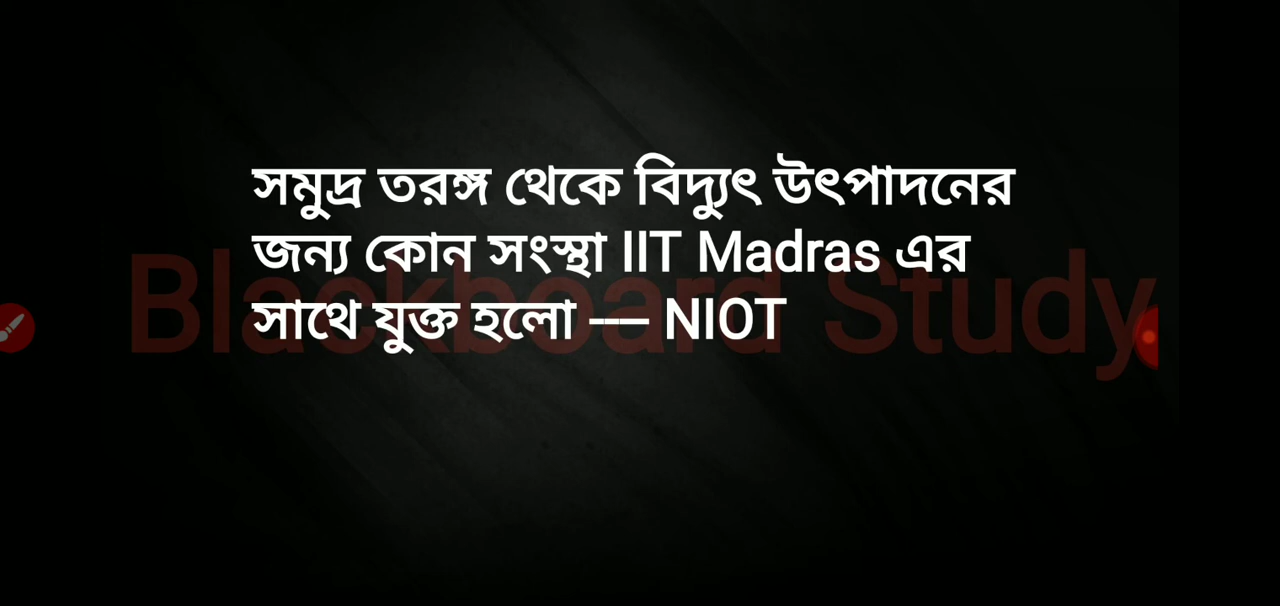 সমুদ্র তরঙ্গ থেকে বিদ্যুৎ উৎপাদনের
জন্য কোন সংস্থা IIT Madras এর
সাথে যুক্ত হলো --- NIOT
Blackboard Study